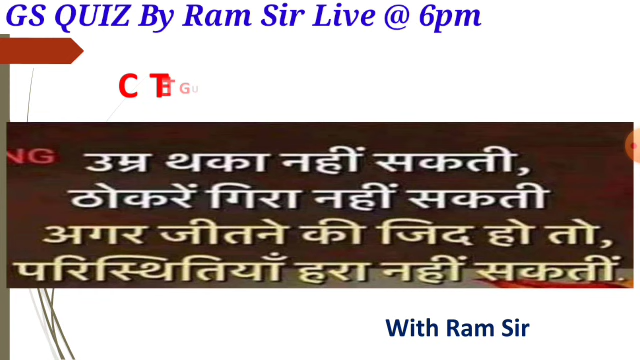 GS QUIZ By Ram Sir Live @ 6pm
C T
NG
उम्र थका नहीं सकती,
ठोकरें गिरा नहीं सकती
अगर जीतने की जिद हो तो,
परिस्थितियाँ हरा नहीं सकतीं.
With Ram Sir